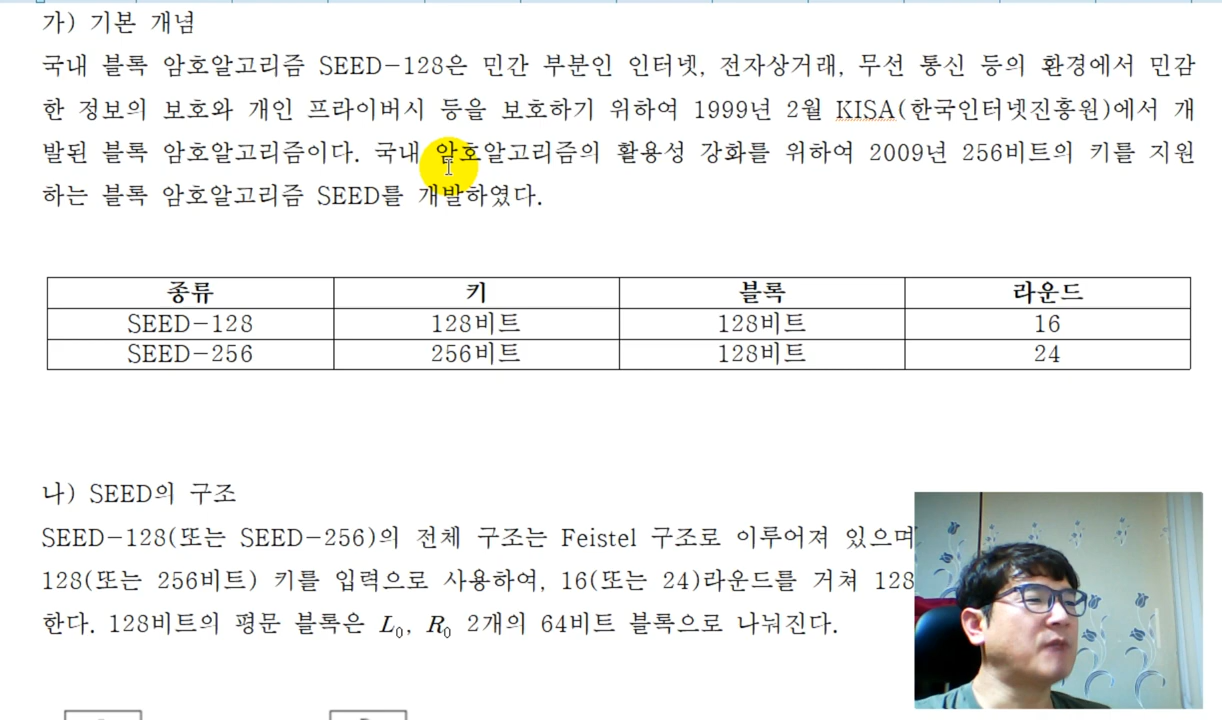 가) 기본 개념
국내 블록 암호알고리즘 SEED-128은 민간 부분인 인터넷, 전자상거래, 무선 통신 등의 환경에서 민감
한 정보의 보호와 개인 프라이버시 등을 보호하기 위하여 1999년 2월 KISA(한국인터넷진흥원)에서 개
발된 블록 암호알고리즘이다. 국내 암호알고리즘의 활용성 강화를 위하여 2009년 256비트의 키를 지원
하는 블록 암호알고리즘 SEED를 개발하였다.
종류 키 블록 라운드
SEED-128 128비트 128비트 16
SEED-256 256비트 128비트 24
나) SEED의 구조
SEED-128(또는 SEED-256)의 전체 구조는 Feistel 구조로 이루어져 있으며
128(또는 256비트) 키를 입력으로 사용하여, 16(또는 24)라운드를 거쳐 128
한다. 128비트의 평문 블록은 L₀, R₀ 2개의 64비트 블록으로 나눠진다.